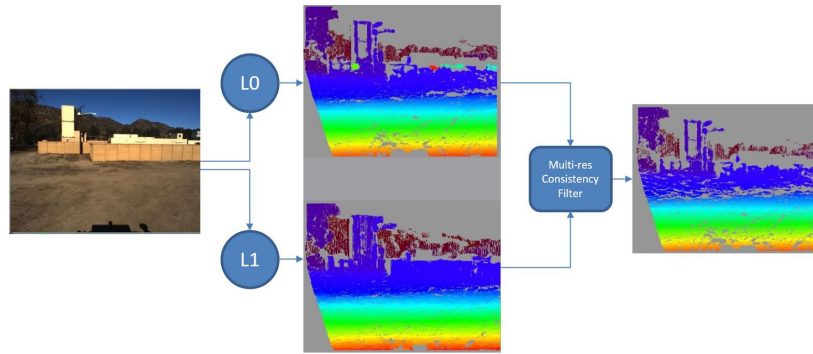 L0
L1
Multi-res
Consistency
Filter